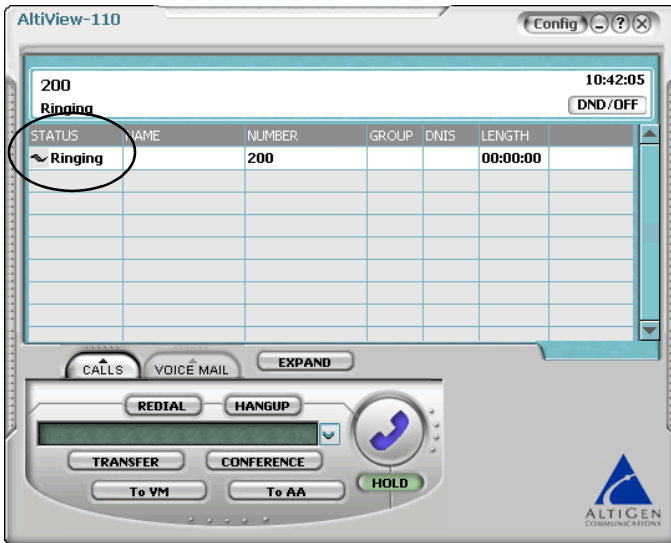 AltiView-110
Config
200
10:42:05
Ringing
DND/OFF
STATUS NAME NUMBER GROUP DNIS LENGTH
Ringing 200 00:00:00
CALLS VOICE MAIL EXPAND
REDIAL HANGUP
TRANSFER CONFERENCE
To VM To AA HOLD
ALTIGEN
COMMUNICATIONS